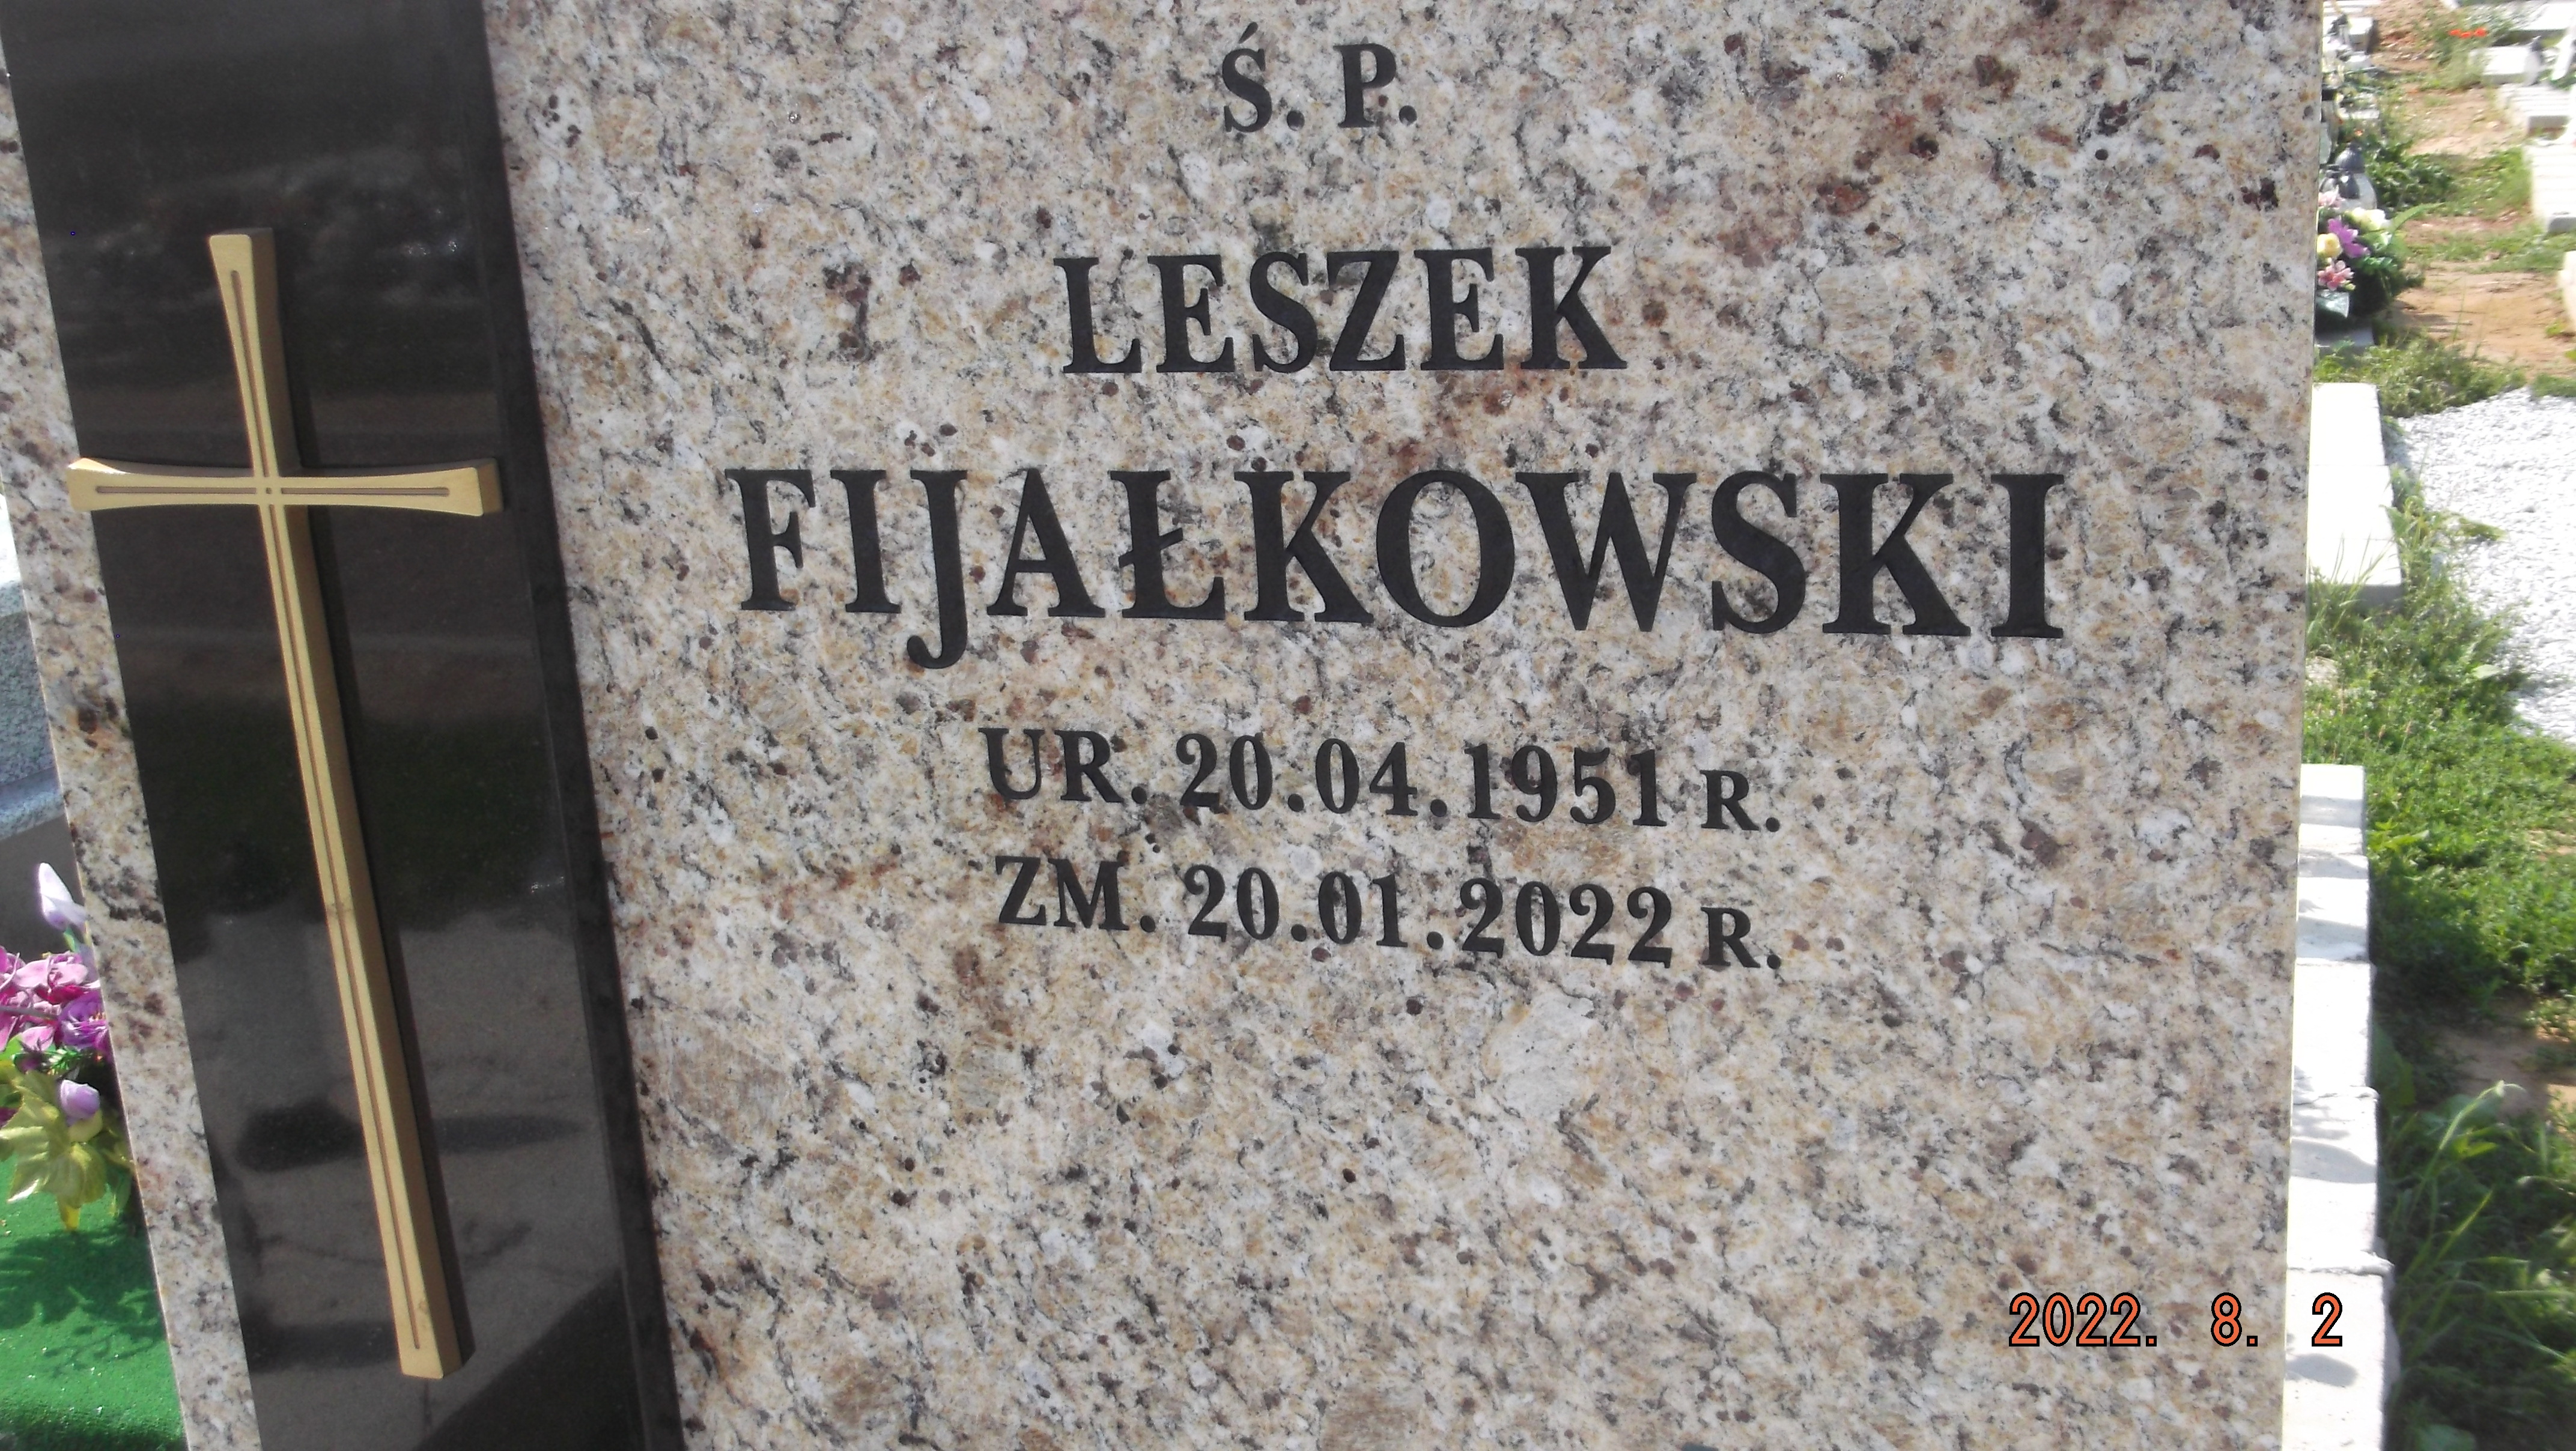 Ś. P.
LESZEK
FIJAŁKOWSKI
UR. 20.04.1951 R.
ZM. 20.01.2022 R.
2022. 8. 2